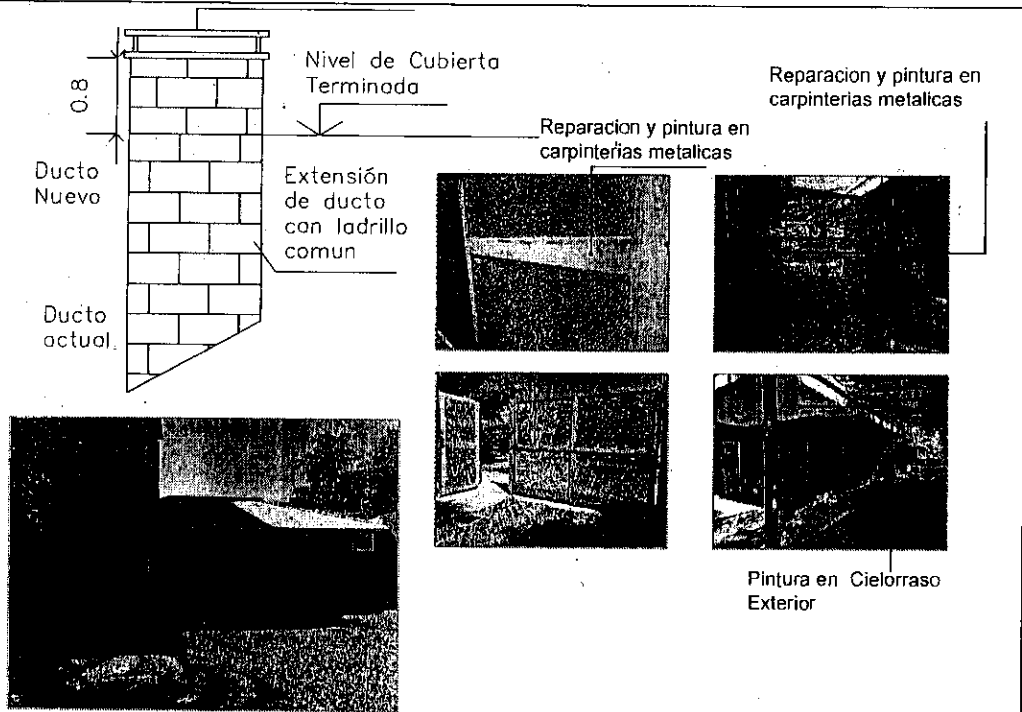 Nivel de Cubierta
Terminada
0.8
Ducto
Nuevo
Extensión
de ducto
con ladrillo
comun
Ducto
actual
Reparacion y pintura en
carpinterias metalicas
Reparacion y pintura en
carpinterias metalicas
Pintura en Cielorraso
Exterior